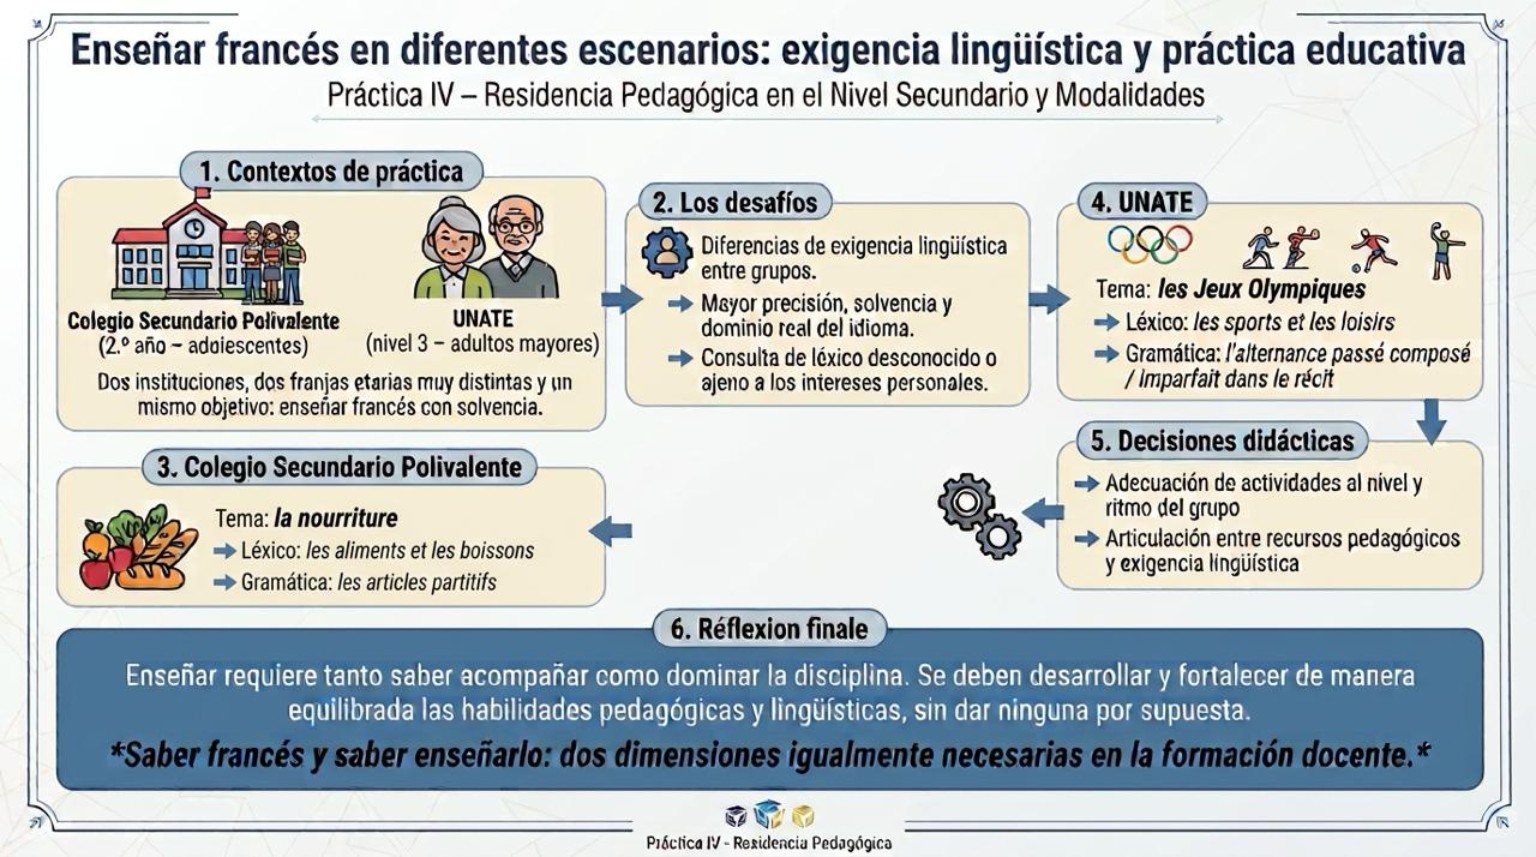 Enseñar francés en diferentes escenarios: exigencia lingüística y práctica educativa
Práctica IV – Residencia Pedagógica en el Nivel Secundario y Modalidades
1. Contextos de práctica
Colegio Secundario Polivalente
(2.º año – adolescentes)
UNATE
(nivel 3 – adultos mayores)
Dos instituciones, dos franjas etarias muy distintas y un
mismo objetivo: enseñar francés con solvencia.
2. Los desafíos
Diferencias de exigencia lingüística
entre grupos.
Mayor precisión, solvencia y
dominio real del idioma.
Consulta de léxico desconocido o
ajeno a los intereses personales.
3. Colegio Secundario Polivalente
Tema: la nourriture
Léxico: les aliments et les boissons
Gramática: les articles partitifs
4. UNATE
Tema: les Jeux Olympiques
Léxico: les sports et les loisirs
Gramática: l'alternance passé composé
/ imparfait dans le récit
5. Decisiones didácticas
Adecuación de actividades al nivel y
ritmo del grupo
Articulación entre recursos pedagógicos
y exigencia lingüística
6. Réflexion finale
Enseñar requiere tanto saber acompañar como dominar la disciplina. Se deben desarrollar y fortalecer de manera
equilibrada las habilidades pedagógicas y lingüísticas, sin dar ninguna por supuesta.
*Saber francés y saber enseñarlo: dos dimensiones igualmente necesarias en la formación docente.*
Práctica IV - Residencia Pedagógica